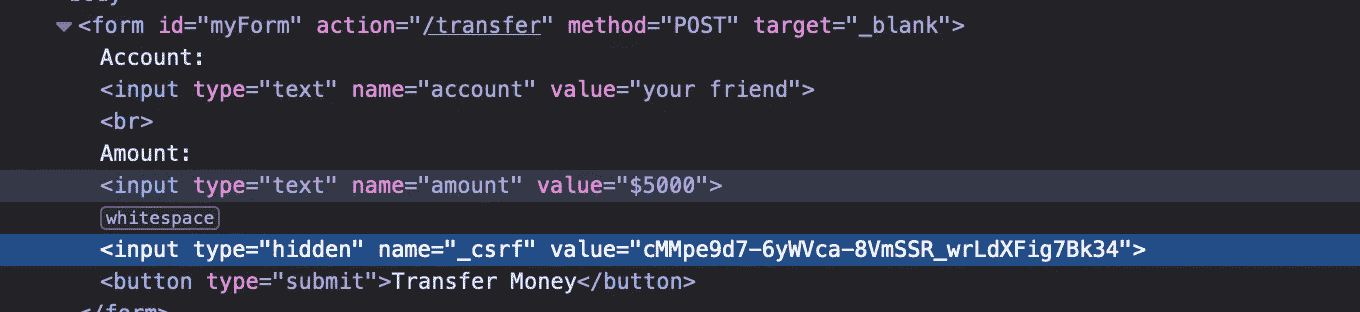 body
<form id="myForm" action="/transfer" method="POST" target="_blank">
Account:
<input type="text" name="account" value="your friend">
<br>
Amount:
<input type="text" name="amount" value="$5000">
whitespace
<input type="hidden" name="_csrf" value="cMMpe9d7-6yWVca-8VmSSR_wrLdXFig7Bk34">
<button type="submit">Transfer Money</button>
</form>